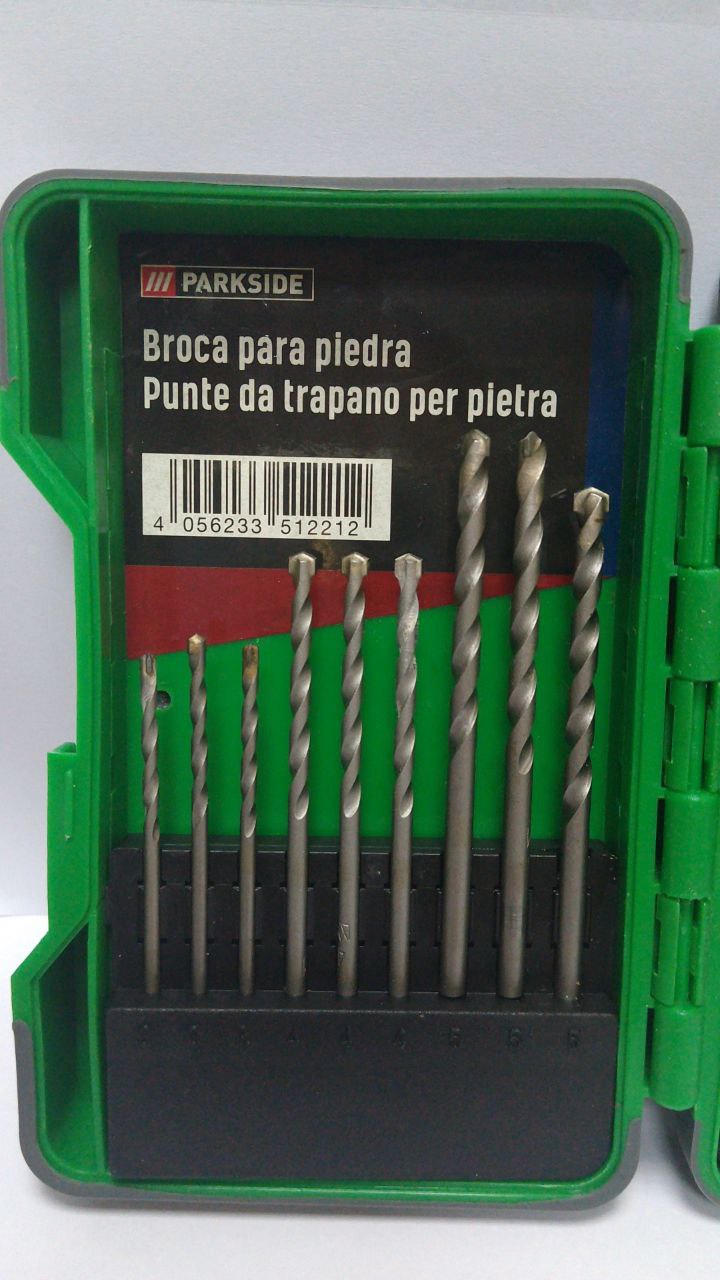 /// PARKSIDE
Broca para piedra
Punte da trapano per pietra
4 056233 512212